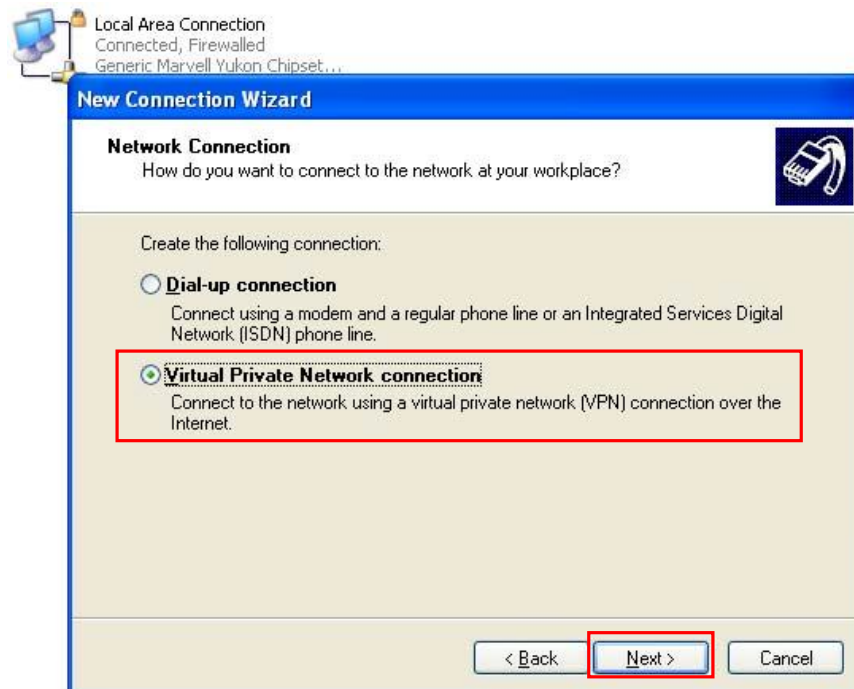 Local Area Connection
Connected, Firewalled
Generic Marvell Yukon Chipset...
New Connection Wizard
Network Connection
How do you want to connect to the network at your workplace?
Create the following connection:
Dial-up connection
Connect using a modem and a regular phone line or an Integrated Services Digital
Network (ISDN) phone line.
Virtual Private Network connection
Connect to the network using a virtual private network (VPN) connection over the
Internet.
< Back
Next >
Cancel